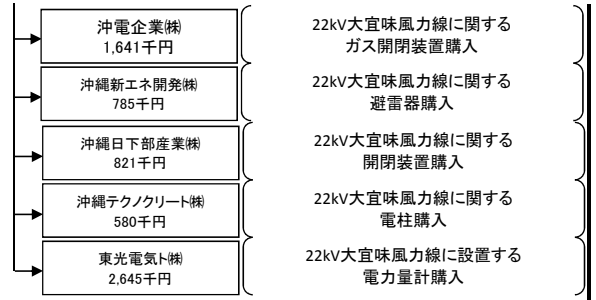 沖電企業㈱
1,641千円
22kV大宜味風力線に関する
ガス開閉装置購入
沖縄新エネ開発㈱
785千円
22kV大宜味風力線に関する
避雷器購入
沖縄日下部産業㈱
821千円
22kV大宜味風力線に関する
開閉装置購入
沖縄テクノクリート㈱
580千円
22kV大宜味風力線に関する
電柱購入
東光電気ト㈱
2,645千円
22kV大宜味風力線に設置する
電力量計購入